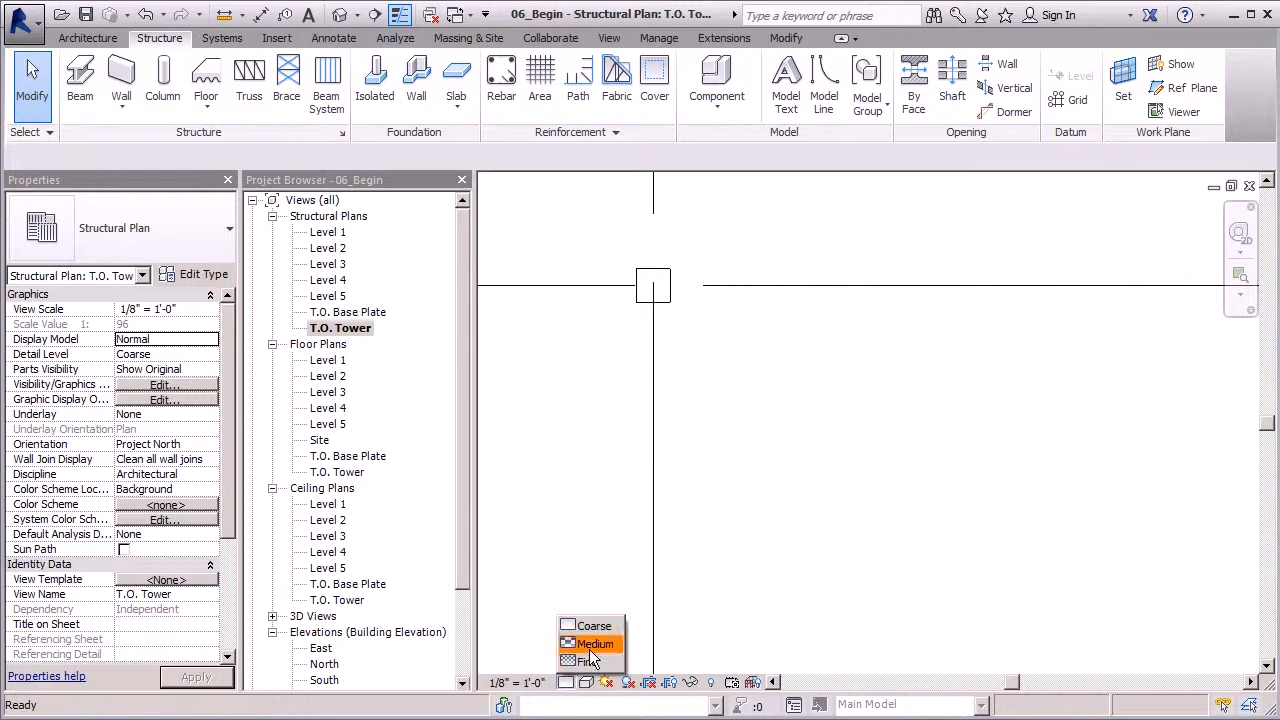 06_Begin - Structural Plan: T.O. To...
Type a keyword or phrase
Sign In
Architecture Structure Systems Insert Annotate Analyze Massing & Site Collaborate View Manage Extensions Modify
Modify Beam Wall Column Floor Truss Brace Beam System Isolated Wall Slab Rebar Area Path Fabric Cover Component Model Text Model Line Model Group By Face Shaft Wall Vertical Dormer Level Grid Set Show Ref Plane Viewer
Select Structure Foundation Reinforcement Model Opening Datum Work Plane
Properties
Structural Plan
Structural Plan: T.O. Tow
Edit Type
Graphics
View Scale 1/8" = 1'-0"
Scale Value 1: 96
Display Model Normal
Detail Level Coarse
Parts Visibility Show Original
Visibility/Graphics ... Edit...
Graphic Display O... Edit...
Underlay None
Underlay Orientation Plan
Orientation Project North
Wall Join Display Clean all wall joins
Discipline Architectural
Color Scheme Loc... Background
Color Scheme <none>
System Color Sch... Edit...
Default Analysis D... None
Sun Path
Identity Data
View Template <None>
View Name T.O. Tower
Dependency Independent
Title on Sheet
Referencing Sheet
Referencing Detail
Properties help
Apply
Project Browser - 06_Begin
Views (all)
Structural Plans
Level 1
Level 2
Level 3
Level 4
Level 5
T.O. Base Plate
T.O. Tower
Floor Plans
Level 1
Level 2
Level 3
Level 4
Level 5
Site
T.O. Base Plate
T.O. Tower
Ceiling Plans
Level 1
Level 2
Level 3
Level 4
Level 5
T.O. Base Plate
T.O. Tower
3D Views
Elevations (Building Elevation)
East
North
South
2D
Coarse
Medium
1/8" = 1'-0"
Ready
:0
Main Model